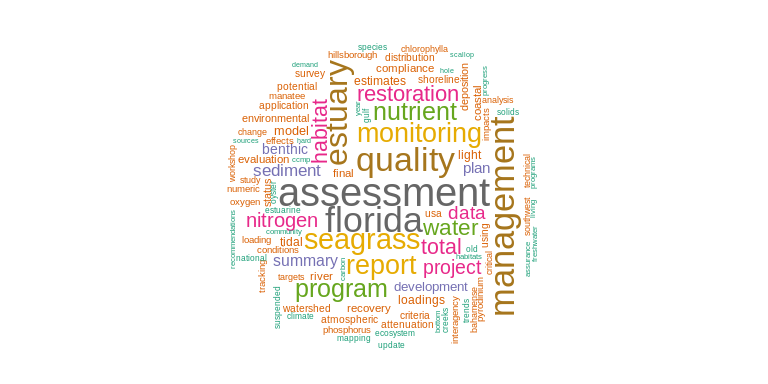 species
hillsborough
chlorophylla
distribution
scallop
demand
survey
compliance
hole
progress
potential
estimates
shoreline
manatee
restoration
deposition
coastal
analysis
application
habitat
estuary
year
gulf
nutrient
impacts
solids
environmental
monitoring
change
model
sources
effects
hard
management
benthic
quality
light
evaluation
ccmp
workshop
sediment
final
plan
technical
programs
study
status
assessment
numeric
oyster
oxygen
estuarine
usa
data
living
southwest
nitrogen
florida
community
water
using
freshwater
recommendations
loading
tidal
seagrass
total
old
conditions
habitats
critical
assurance
national
summary
carbon
report
project
tracking
targets
river
program
development
suspended
watershed
recovery
loadings
interagency
trends
bahamense
pyrodinium
climate
atmospheric
criteria
bottom
creeks
phosphorus
attenuation
mapping
ecosystem
update